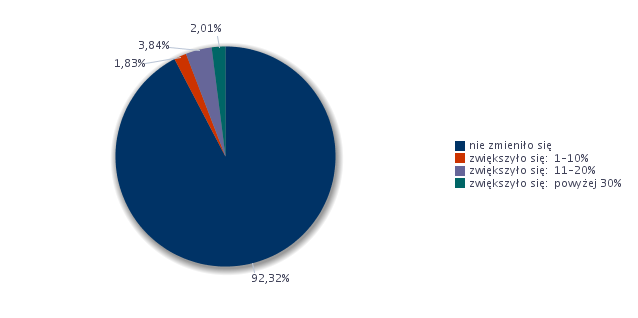 2,01%
3,84%
1,83%
92,32%
nie zmieniło się
zwiększyło się: 1-10%
zwiększyło się: 11-20%
zwiększyło się: powyżej 30%